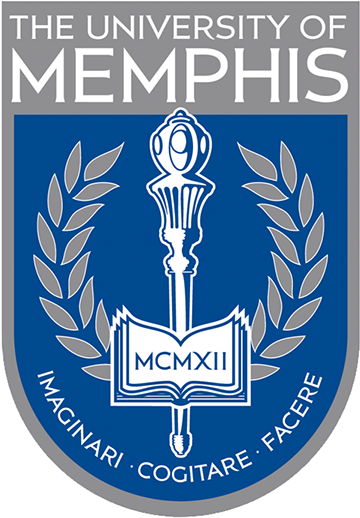 THE UNIVERSITY OF
MEMPHIS
MCMXII
IMAGINARI · COGITARE · FACERE